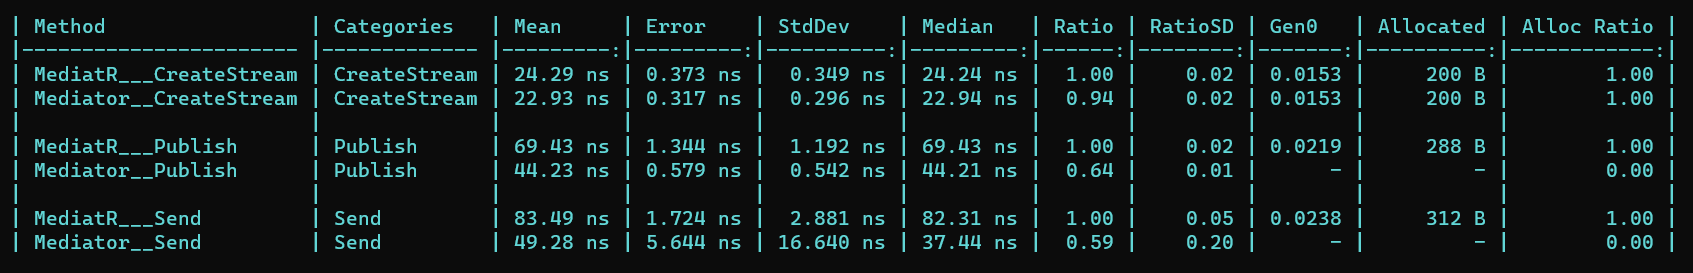 | Method                | Categories   | Mean     | Error    | StdDev    | Median   | Ratio | RatioSD | Gen0   | Allocated | Alloc Ratio |
|---------------------- |------------- |---------:|---------:|----------:|---------:|------:|--------:|-------:|----------:|------------:|
| MediatR___CreateStream | CreateStream | 24.29 ns | 0.373 ns |  0.349 ns | 24.24 ns |  1.00 |    0.02 | 0.0153 |     200 B |        1.00 |
| Mediator__CreateStream | CreateStream | 22.93 ns | 0.317 ns |  0.296 ns | 22.94 ns |  0.94 |    0.02 | 0.0153 |     200 B |        1.00 |
|                        |              |          |          |           |          |       |         |        |           |             |
| MediatR___Publish      | Publish      | 69.43 ns | 1.344 ns |  1.192 ns | 69.43 ns |  1.00 |    0.02 | 0.0219 |     288 B |        1.00 |
| Mediator__Publish      | Publish      | 44.23 ns | 0.579 ns |  0.542 ns | 44.21 ns |  0.64 |    0.01 |      - |         - |        0.00 |
|                        |              |          |          |           |          |       |         |        |           |             |
| MediatR___Send         | Send         | 83.49 ns | 1.724 ns |  2.881 ns | 82.31 ns |  1.00 |    0.05 | 0.0238 |     312 B |        1.00 |
| Mediator__Send         | Send         | 49.28 ns | 5.644 ns | 16.640 ns | 37.44 ns |  0.59 |    0.20 |      - |         - |        0.00 |